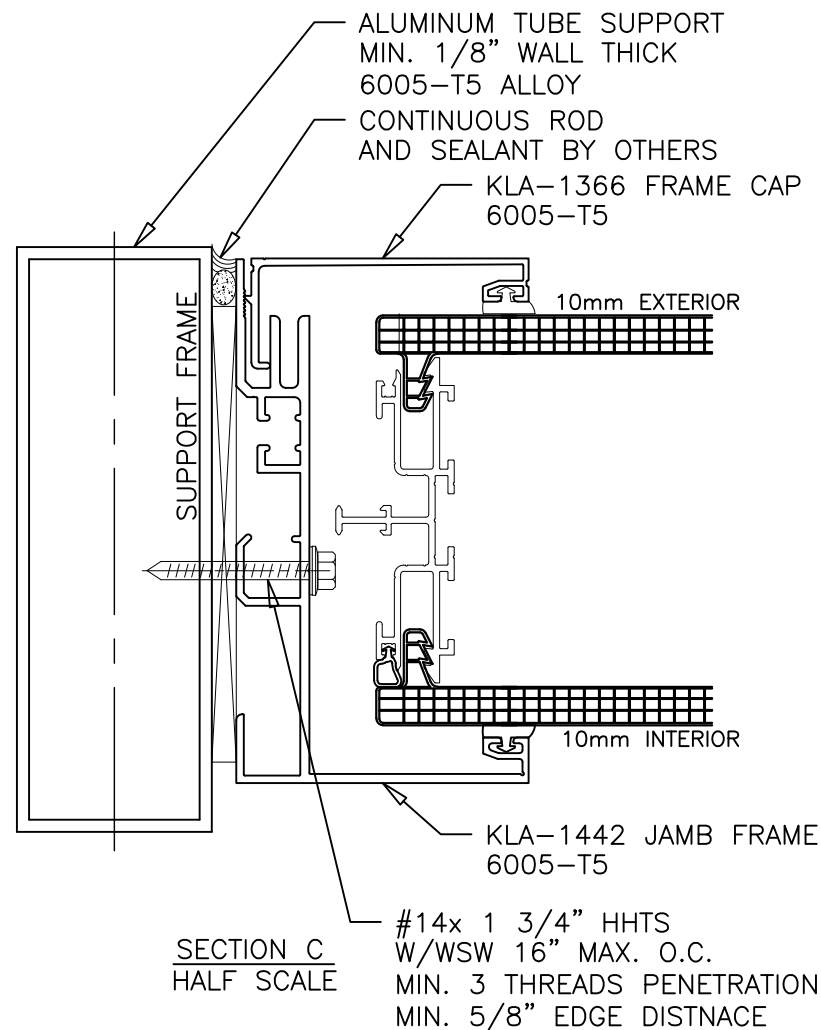 ALUMINUM TUBE SUPPORT
MIN. 1/8" WALL THICK
6005-T5 ALLOY
CONTINUOUS ROD
AND SEALANT BY OTHERS
KLA-1366 FRAME CAP
6005-T5
10mm EXTERIOR
SUPPORT FRAME
10mm INTERIOR
KLA-1442 JAMB FRAME
6005-T5
#14x 1 3/4" HHTS
W/WSW 16" MAX. O.C.
MIN. 3 THREADS PENETRATION
MIN. 5/8" EDGE DISTNACE
SECTION C
HALF SCALE